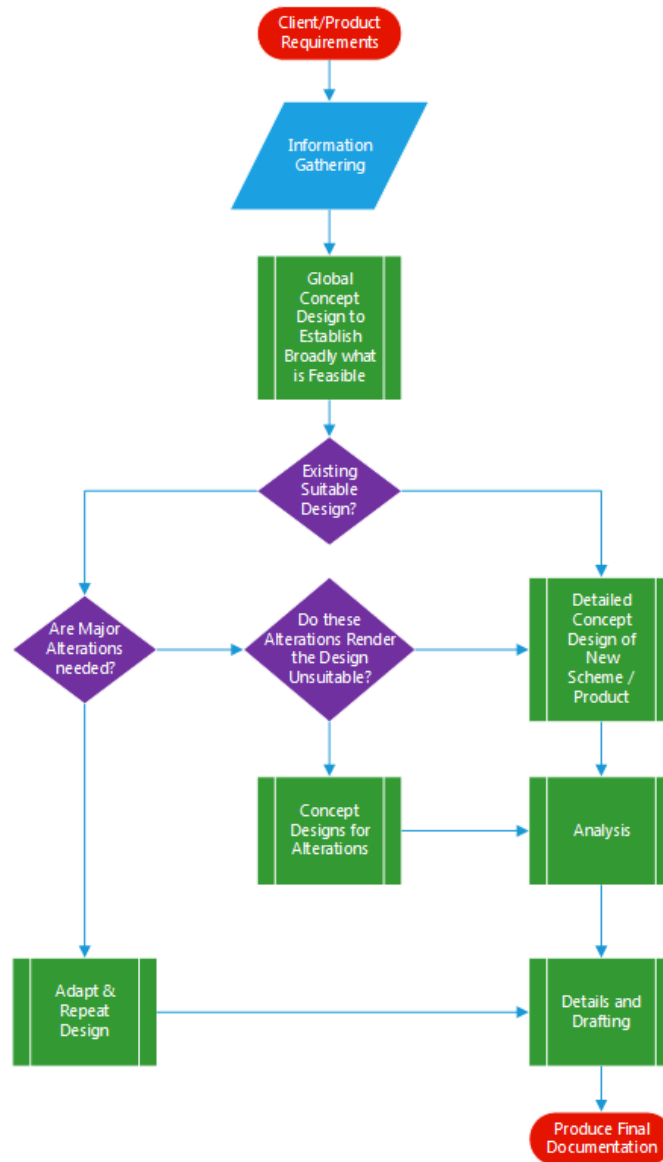 Client/Product
Requirements
Information
Gathering
Global
Concept
Design to
Establish
Broadly what
is Feasible
Existing
Suitable
Design?
Are Major
Alterations
needed?
Do these
Alterations Render
the Design
Unsuitable?
Detailed
Concept
Design of
New
Scheme /
Product
Concept
Designs for
Alterations
Analysis
Adapt &
Repeat
Design
Details and
Drafting
Produce Final
Documentation